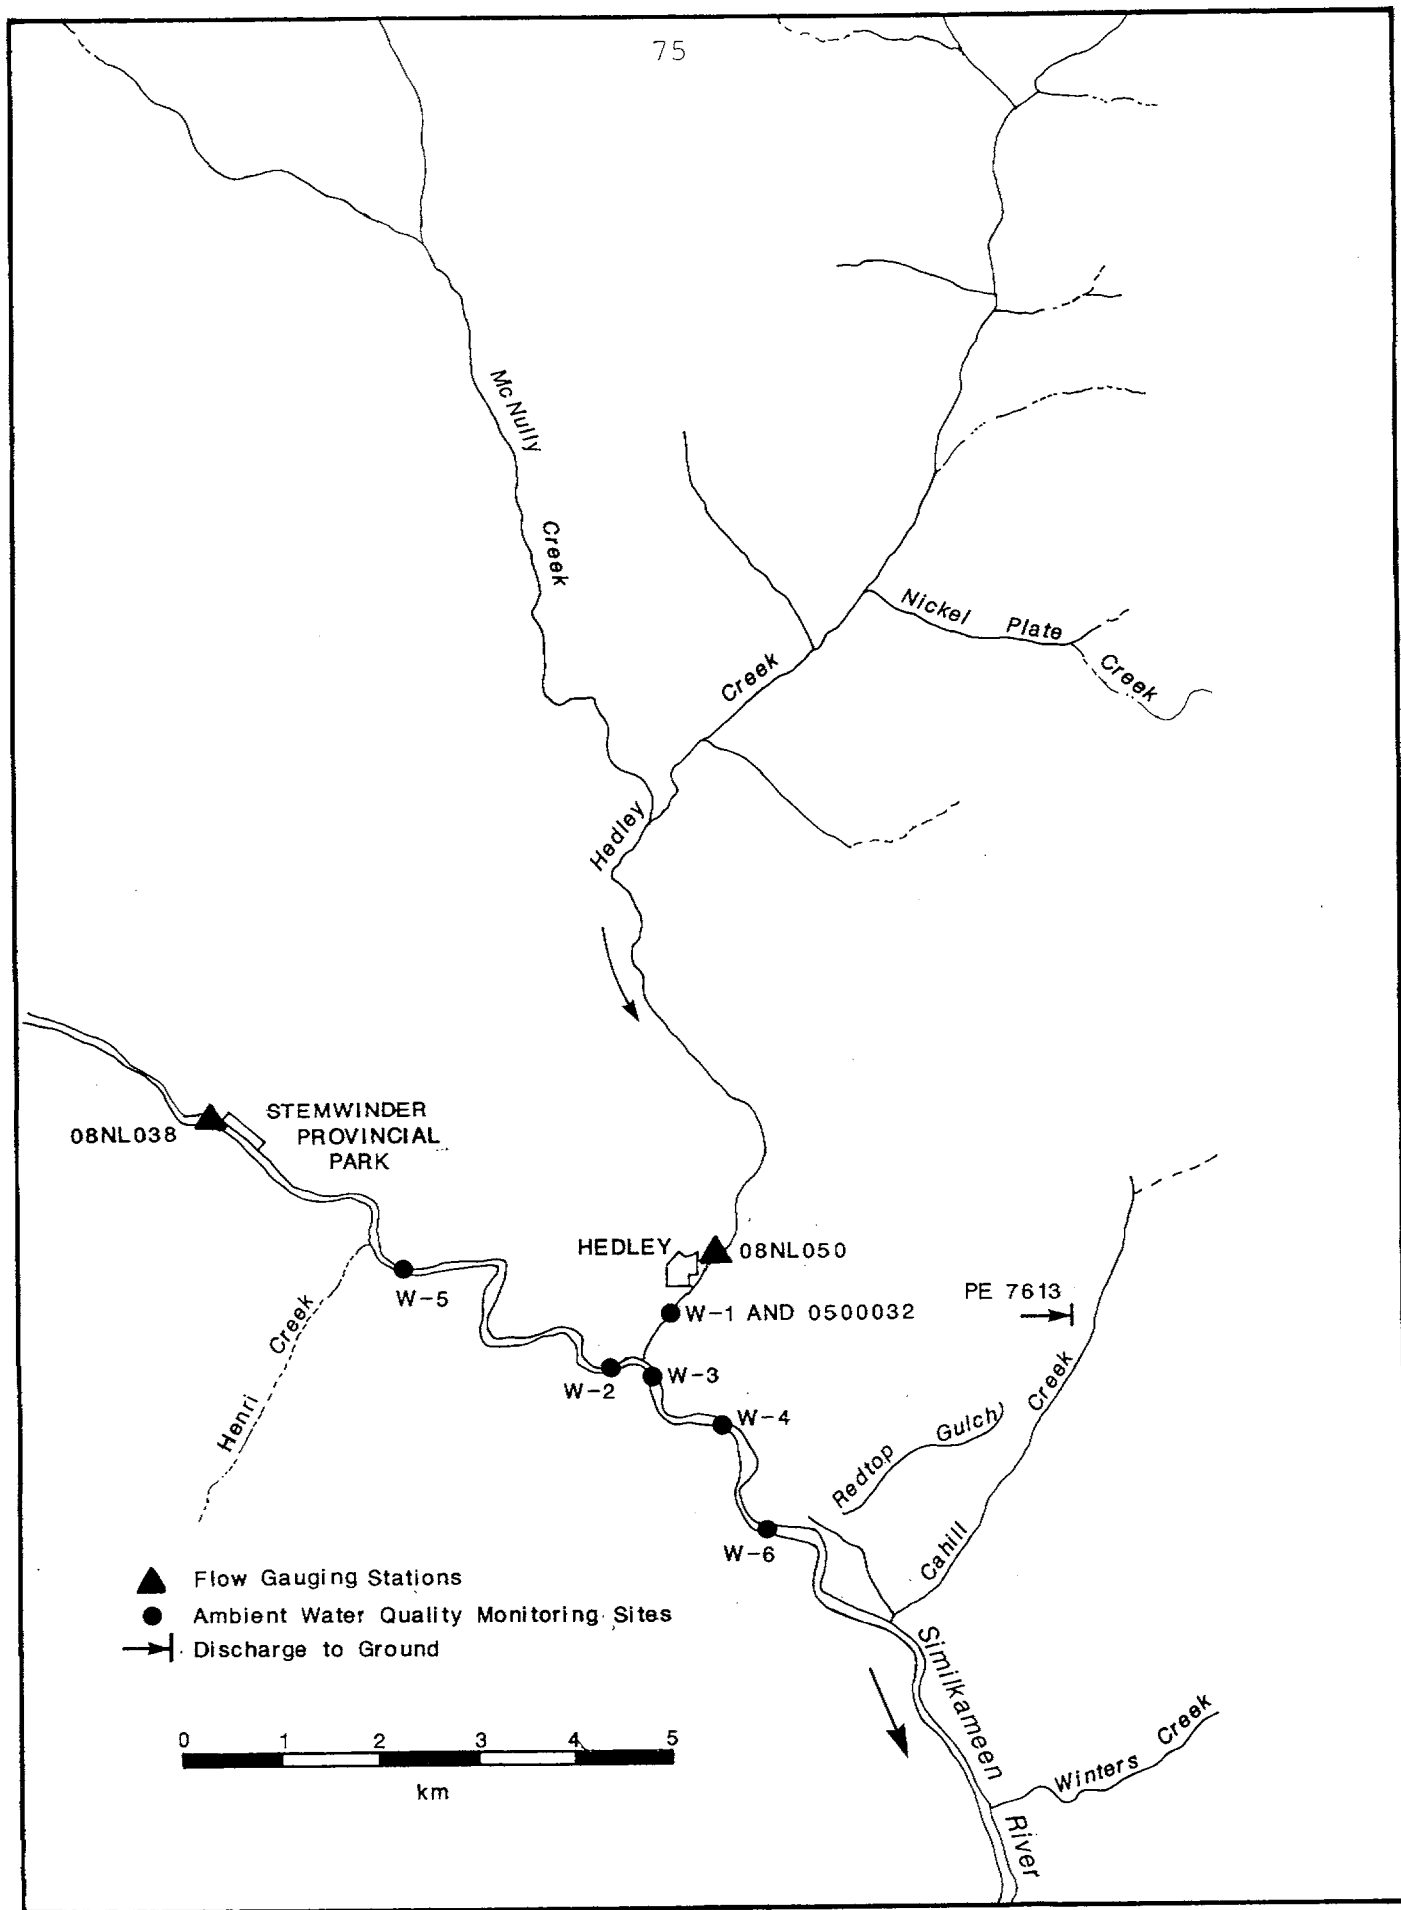 75
McNully
Creek
Nickel Plate
Creek
Creek
Hedley
STEMWINDER
PROVINCIAL
PARK
08NL038
HEDLEY
08NL050
PE 7613
W-5
W-1 AND 0500032
Creek
Henri
W-2
W-3
W-4
Creek
Redtop Gulch
Cahill
W-6
Flow Gauging Stations
Ambient Water Quality Monitoring Sites
Discharge to Ground
Similkameen
River
Winters Creek
0 1 2 3 4 5
km